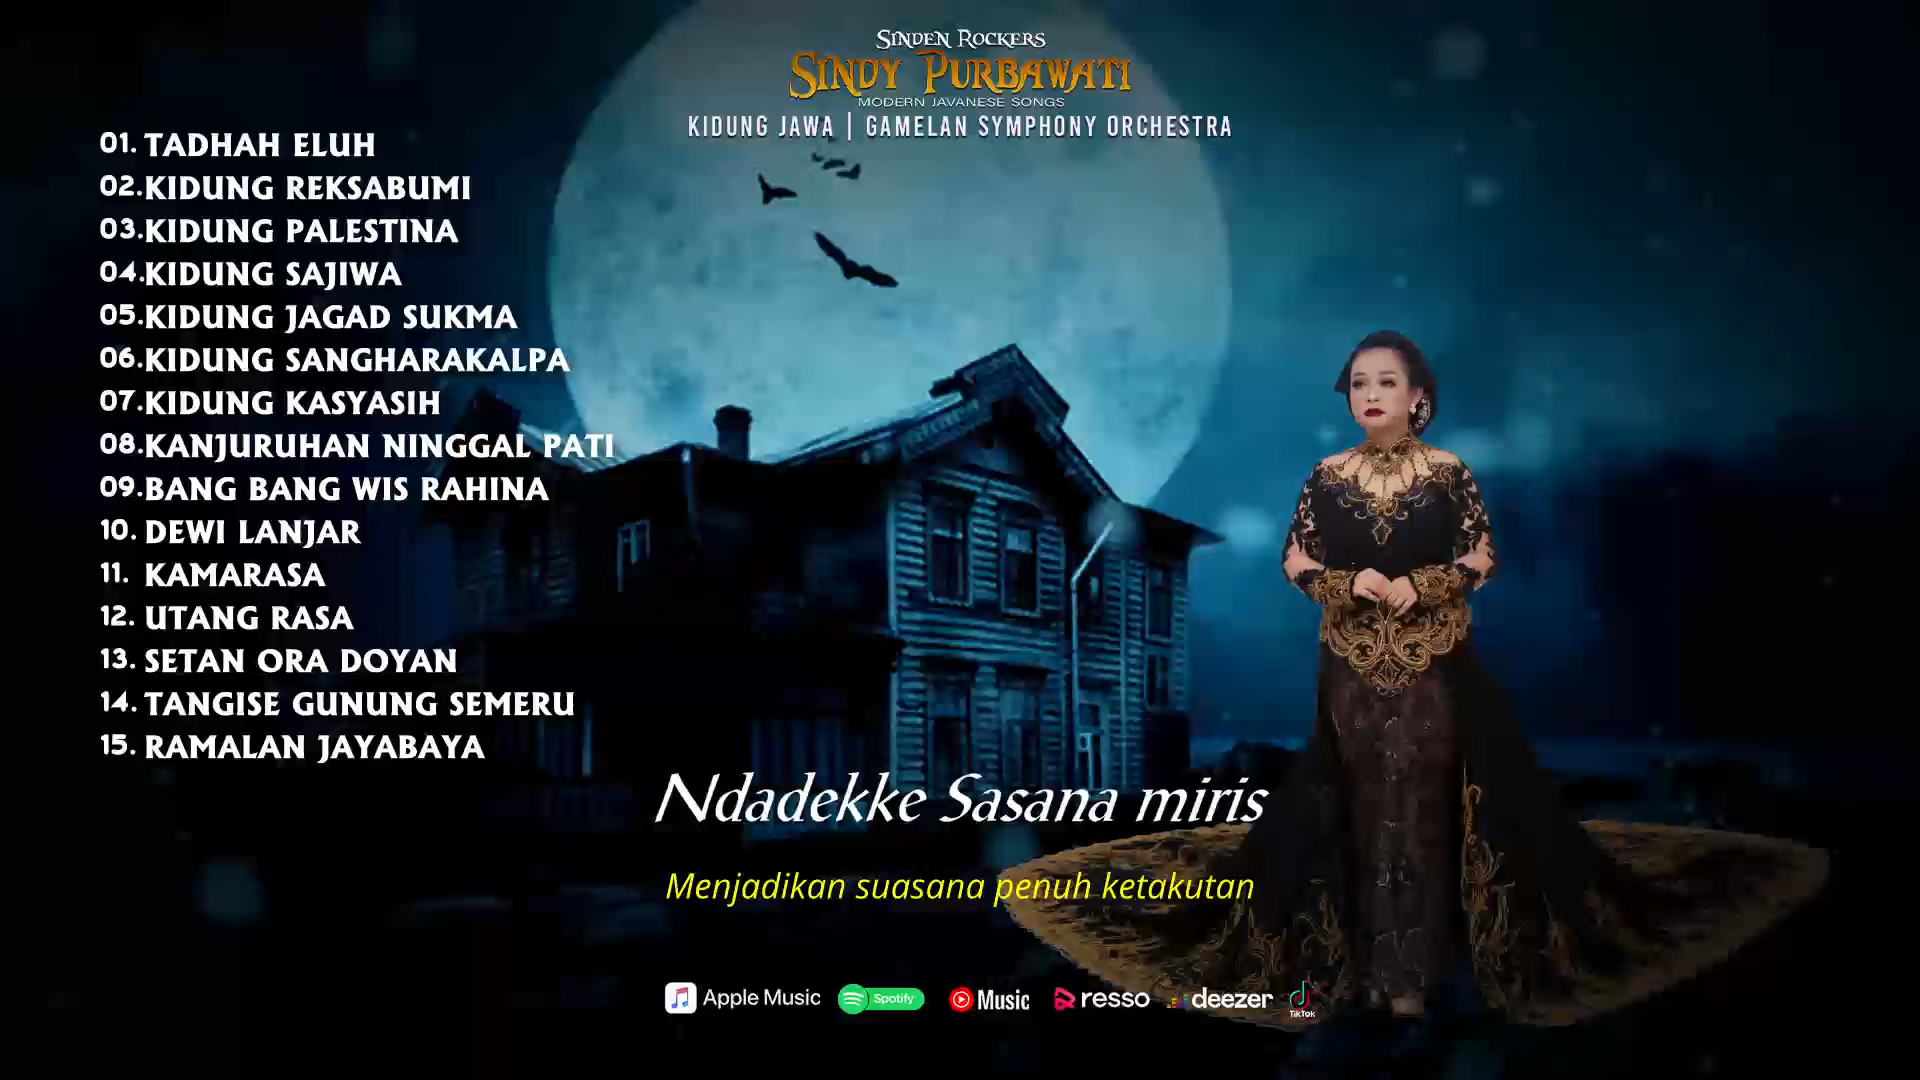 SINDEN ROCKERS
SINDY PURBAWATI
MODERN JAVANESE SONGS
KIDUNG JAWA | GAMELAN SYMPHONY ORCHESTRA
01. TADHAH ELUH
02.KIDUNG REKSABUMI
03.KIDUNG PALESTINA
04.KIDUNG SAJIWA
05.KIDUNG JAGAD SUKMA
06.KIDUNG SANGHARAKALPA
07.KIDUNG KASYASIH
08.KANJURUHAN NINGGAL PATI
09.BANG BANG WIS RAHINA
10. DEWI LANJAR
11. KAMARASA
12. UTANG RASA
13. SETAN ORA DOYAN
14. TANGISE GUNUNG SEMERU
15. RAMALAN JAYABAYA
Ndadekke Sasana miris
Menjadikan suasana penuh ketakutan
Apple Music Spotify Music resso deezer TikTok